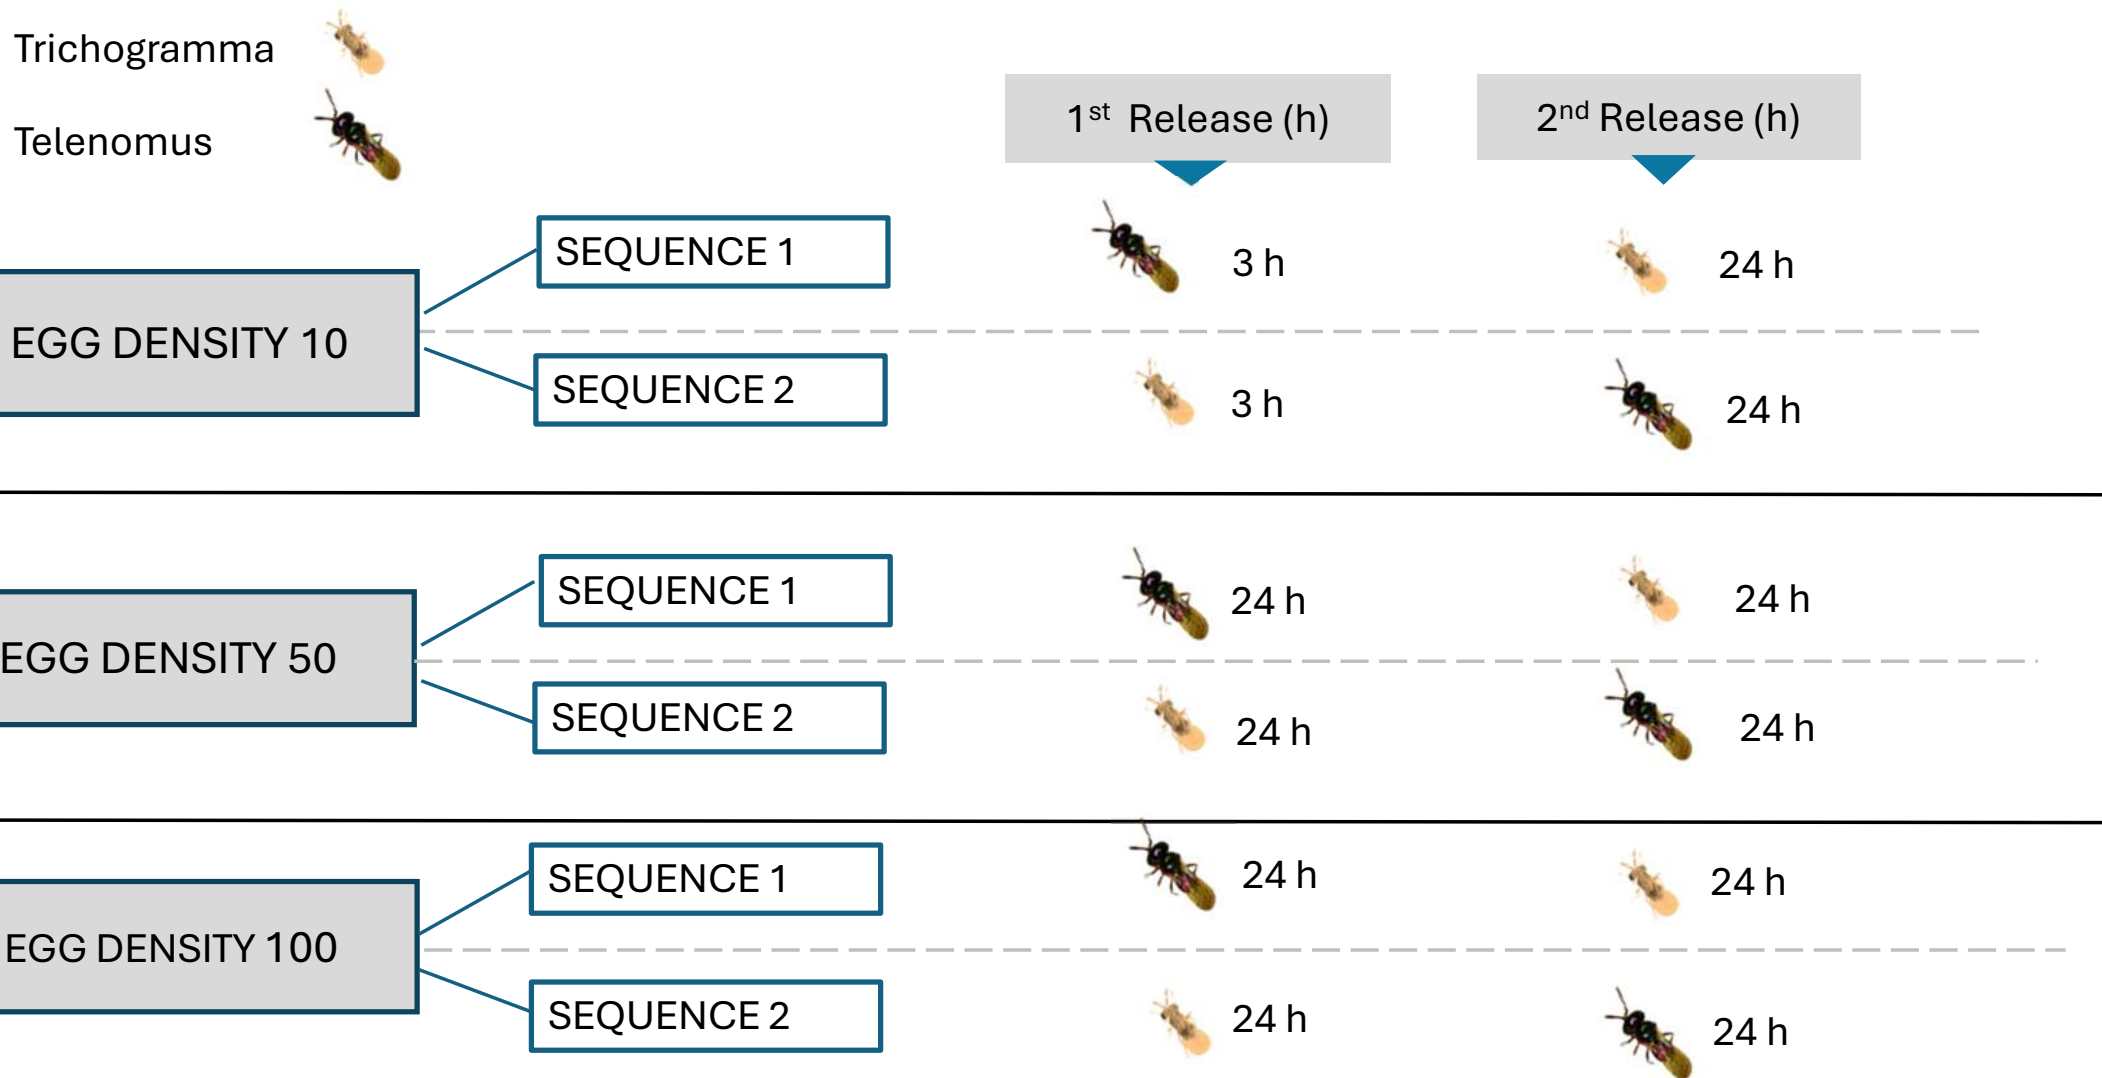 Trichogramma
Telenomus
1st Release (h)
2nd Release (h)
SEQUENCE 1
3 h
24 h
EGG DENSITY 10
SEQUENCE 2
3 h
24 h
SEQUENCE 1
24 h
24 h
EGG DENSITY 50
SEQUENCE 2
24 h
24 h
SEQUENCE 1
24 h
24 h
EGG DENSITY 100
SEQUENCE 2
24 h
24 h